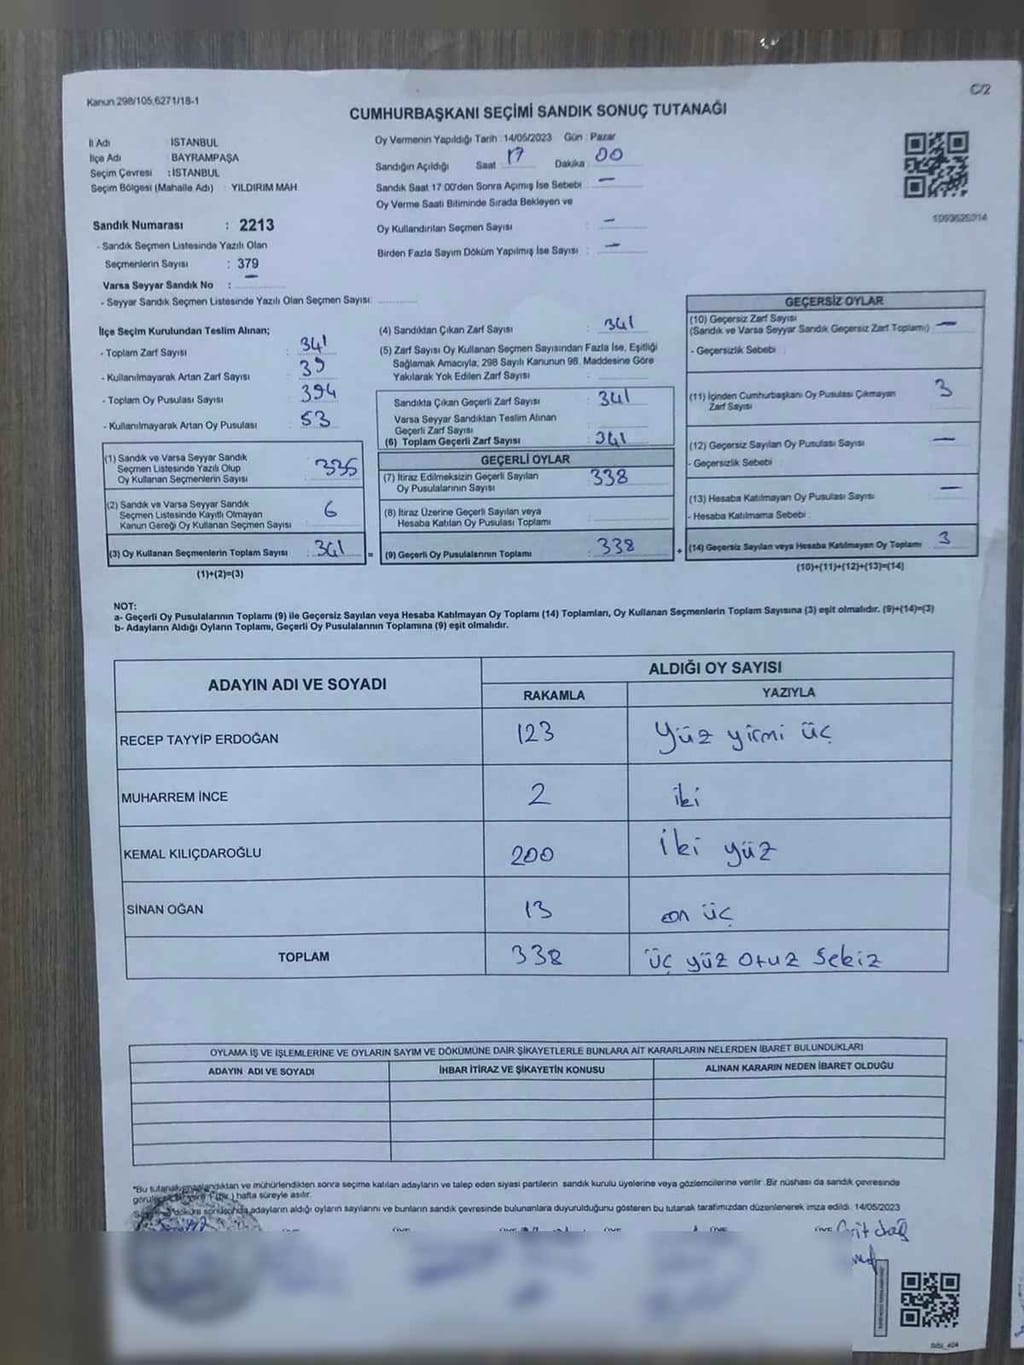 C/2
Kanun 298/105,6271/18-1
CUMHURBAŞKANI SEÇİMİ SANDIK SONUÇ TUTANAĞI
İl Adı İSTANBUL
İlçe Adı BAYRAMPAŞA
Seçim Çevresi : İSTANBUL
Seçim Bölgesi (Mahalle Adı) : YILDIRIM MAH
Sandık Numarası : 2213
- Sandık Seçmen Listesinde Yazılı Olan
Seçmenlerin Sayısı : 379
Varsa Seyyar Sandık No : —
- Seyyar Sandık Seçmen Listesinde Yazılı Olan Seçmen Sayısı:
Oy Vermenin Yapıldığı Tarih : 14/05/2023 Gün : Pazar
Sandığın Açıldığı Saat 17 Dakika 00
Sandık Saat 17 00'den Sonra Açımış İse Sebebi —
Oy Verme Saati Bitiminde Sırada Bekleyen ve
Oy Kullandırılan Seçmen Sayısı —
Birden Fazla Sayım Döküm Yapılmış İse Sayısı : —
1099625014
İlçe Seçim Kurulundan Teslim Alınan;
- Toplam Zarf Sayısı : 341
- Kullanılmayarak Artan Zarf Sayısı : 39
- Toplam Oy Pusulası Sayısı : 394
- Kullanılmayarak Artan Oy Pusulası : 53
(1) Sandık ve Varsa Seyyar Sandık
Seçmen Listesinde Yazılı Olup
Oy Kullanan Seçmenlerin Sayısı : 335
(2) Sandık ve Varsa Seyyar Sandık
Seçmen Listesinde Kayıtlı Olmayan
Kanun Gereği Oy Kullanan Seçmen Sayısı : 6
(3) Oy Kullanan Seçmenlerin Toplam Sayısı : 341 =
(1)+(2)=(3)
(4) Sandıktan Çıkan Zarf Sayısı : 341
(5) Zarf Sayısı Oy Kullanan Seçmen Sayısından Fazla İse, Eşitliği
Sağlamak Amacıyla, 298 Sayılı Kanunun 98. Maddesine Göre
Yakılarak Yok Edilen Zarf Sayısı :
Sandıkta Çıkan Geçerli Zarf Sayısı : 341
Varsa Seyyar Sandıktan Teslim Alınan
Geçerli Zarf Sayısı
(6) Toplam Geçerli Zarf Sayısı : 341
GEÇERLİ OYLAR
(7) İtiraz Edilmeksizin Geçerli Sayılan
Oy Pusulalarının Sayısı : 338
(8) İtiraz Üzerine Geçerli Sayılan veya
Hesaba Katılan Oy Pusulası Toplamı
(9) Geçerli Oy Pusulalarının Toplamı : 338 +
GEÇERSİZ OYLAR
(10) Geçersiz Zarf Sayısı
(Sandık ve Varsa Seyyar Sandık Geçersiz Zarf Toplamı) —
- Geçersizlik Sebebi :
(11) İçinden Cumhurbaşkanı Oy Pusulası Çıkmayan
Zarf Sayısı 3
(12) Geçersiz Sayılan Oy Pusulası Sayısı —
- Geçersizlik Sebebi :
(13) Hesaba Katılmayan Oy Pusulası Sayısı —
- Hesaba Katılmama Sebebi :
(14) Geçersiz Sayılan veya Hesaba Katılmayan Oy Toplamı 3
(10)+(11)+(12)+(13)=(14)
NOT:
a- Geçerli Oy Pusulalarının Toplamı (9) ile Geçersiz Sayılan veya Hesaba Katılmayan Oy Toplamı (14) Toplamları, Oy Kullanan Seçmenlerin Toplam Sayısına (3) eşit olmalıdır. (9)+(14)=(3)
b- Adayların Aldığı Oyların Toplamı, Geçerli Oy Pusulalarının Toplamına (9) eşit olmalıdır.
ADAYIN ADI VE SOYADI ALDIĞI OY SAYISI
RAKAMLA YAZIYLA
RECEP TAYYİP ERDOĞAN 123 Yüz yirmi üç
MUHARREM İNCE 2 iki
KEMAL KILIÇDAROĞLU 200 İki yüz
SİNAN OĞAN 13 on üç
TOPLAM 338 üç yüz otuz sekiz
OYLAMA İŞ VE İŞLEMLERİNE VE OYLARIN SAYIM VE DÖKÜMÜNE DAİR ŞİKAYETLERLE BUNLARA AİT KARARLARIN NELERDEN İBARET BULUNDUKLARI
ADAYIN ADI VE SOYADI İHBAR İTİRAZ VE ŞİKAYETİN KONUSU ALINAN KARARIN NEDEN İBARET OLDUĞU
"Bu tutanak ve mühürlendikten sonra seçime katılan adayların ve talep eden siyasi partilerin sandık kurulu üyelerine veya gözlemcilerine verilir. Bir nüshası da sandık çevresinde
hafta süreyle asılır.
adayların aldığı oyların sayılarını ve bunların sandık çevresinde bulunanlara duyurulduğunu gösteren bu tutanak tarafımızdan düzenlenerek imza edildi. 14/05/2023